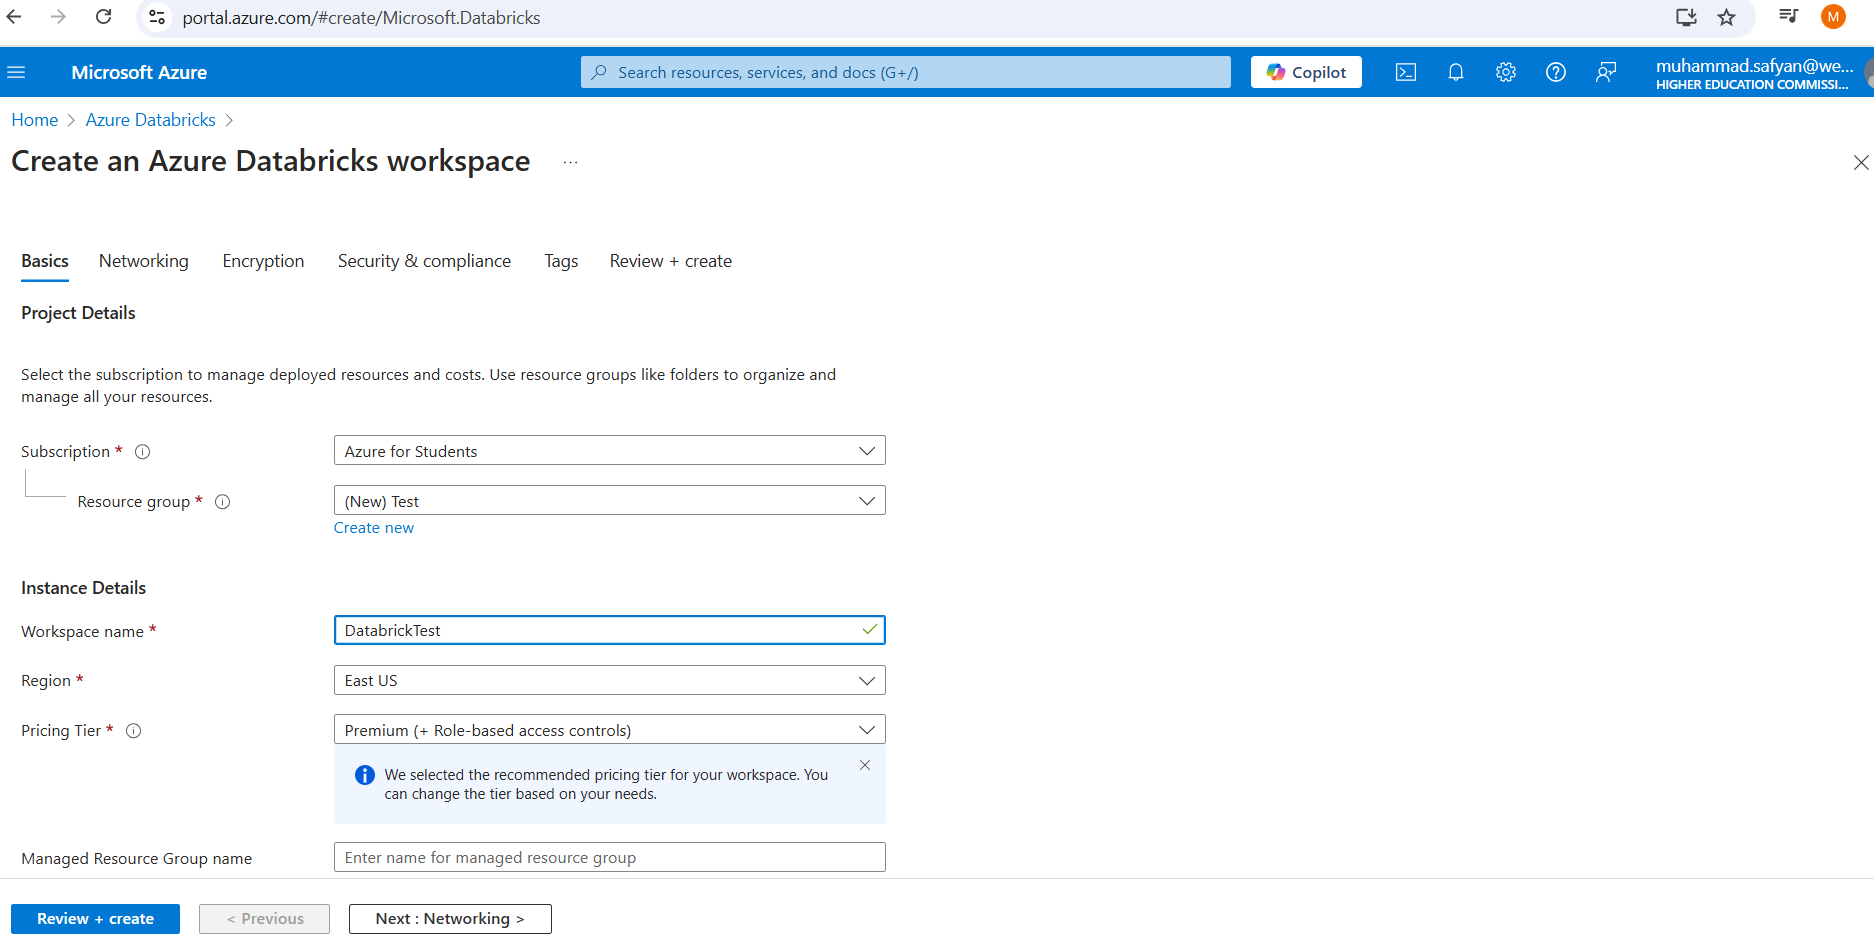 portal.azure.com/#create/Microsoft.Databricks
M
Microsoft Azure
Search resources, services, and docs (G+/)
Copilot
muhammad.safyan@we...
HIGHER EDUCATION COMMISSI...
Home > Azure Databricks >
Create an Azure Databricks workspace ...
Basics Networking Encryption Security & compliance Tags Review + create
Project Details
Select the subscription to manage deployed resources and costs. Use resource groups like folders to organize and
manage all your resources.
Subscription * Azure for Students
Resource group * (New) Test
Create new
Instance Details
Workspace name * DatabrickTest
Region * East US
Pricing Tier * Premium (+ Role-based access controls)
We selected the recommended pricing tier for your workspace. You
can change the tier based on your needs.
Managed Resource Group name Enter name for managed resource group
Review + create < Previous Next : Networking >